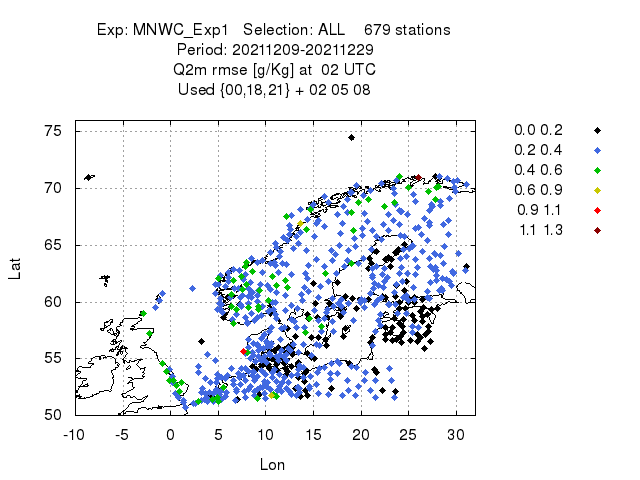 Exp: MNWC_Exp1   Selection: ALL    679 stations
Period: 20211209-20211229
Q2m rmse [g/Kg] at  02 UTC
Used {00,18,21} + 02 05 08
0.0 0.2
0.2 0.4
0.4 0.6
0.6 0.9
0.9 1.1
1.1 1.3
75
70
65
60
55
50
Lat
-10 -5 0 5 10 15 20 25 30
Lon